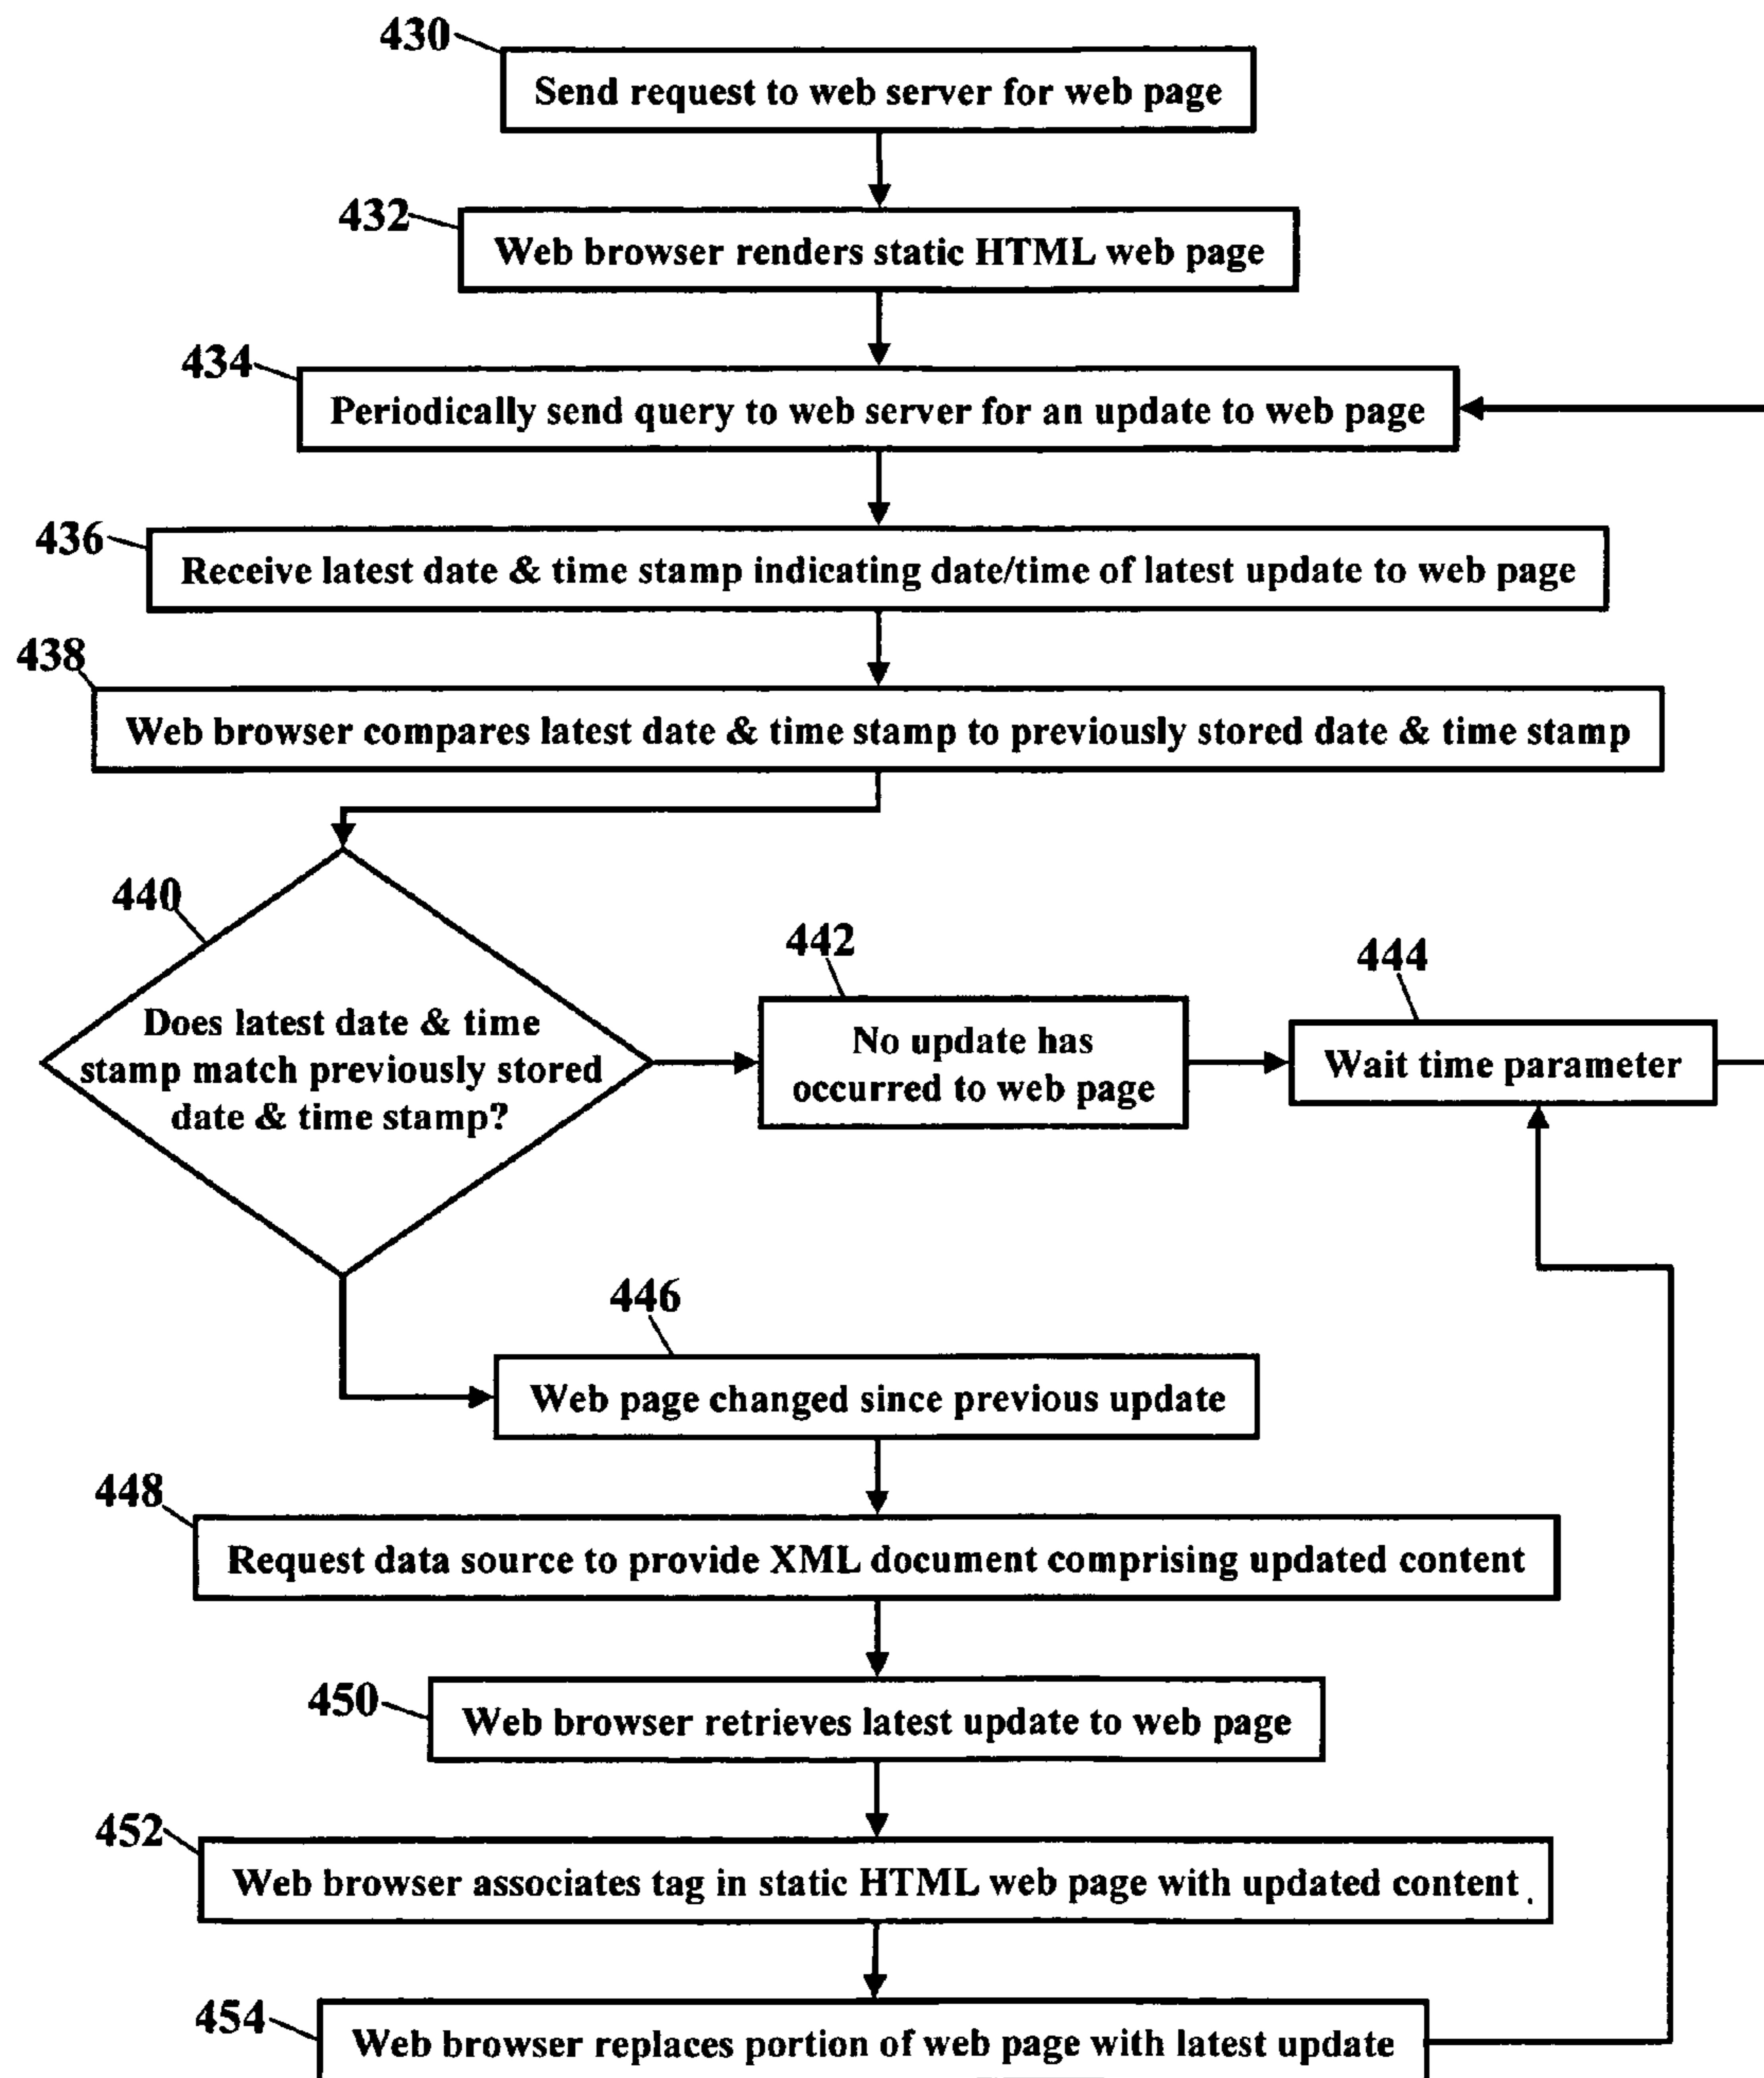 430
Send request to web server for web page
432
Web browser renders static HTML web page
434
Periodically send query to web server for an update to web page
436
Receive latest date & time stamp indicating date/time of latest update to web page
438
Web browser compares latest date & time stamp to previously stored date & time stamp
440
Does latest date & time
stamp match previously stored
date & time stamp?
442
No update has
occurred to web page
444
Wait time parameter
446
Web page changed since previous update
448
Request data source to provide XML document comprising updated content
450
Web browser retrieves latest update to web page
452
Web browser associates tag in static HTML web page with updated content
454
Web browser replaces portion of web page with latest update